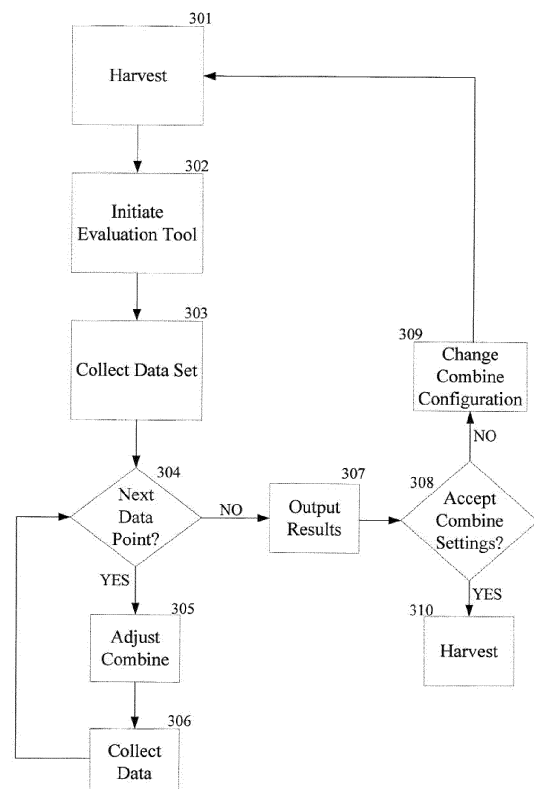 301
Harvest
302
Initiate
Evaluation Tool
303
Collect Data Set
304
Next
Data
Point?
NO
YES
305
Adjust
Combine
306
Collect
Data
307
Output
Results
308
Accept
Combine
Settings?
NO
309
Change
Combine
Configuration
YES
310
Harvest